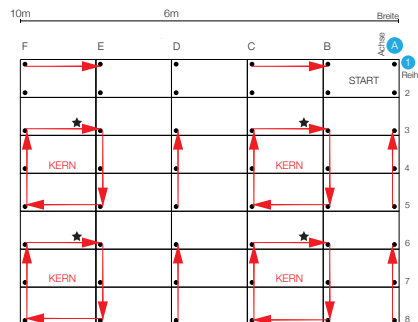 10m 6m Breite
F E D C B Achse A
1
START Reih
2
3
KERN KERN 4
5
6
KERN KERN 7
8